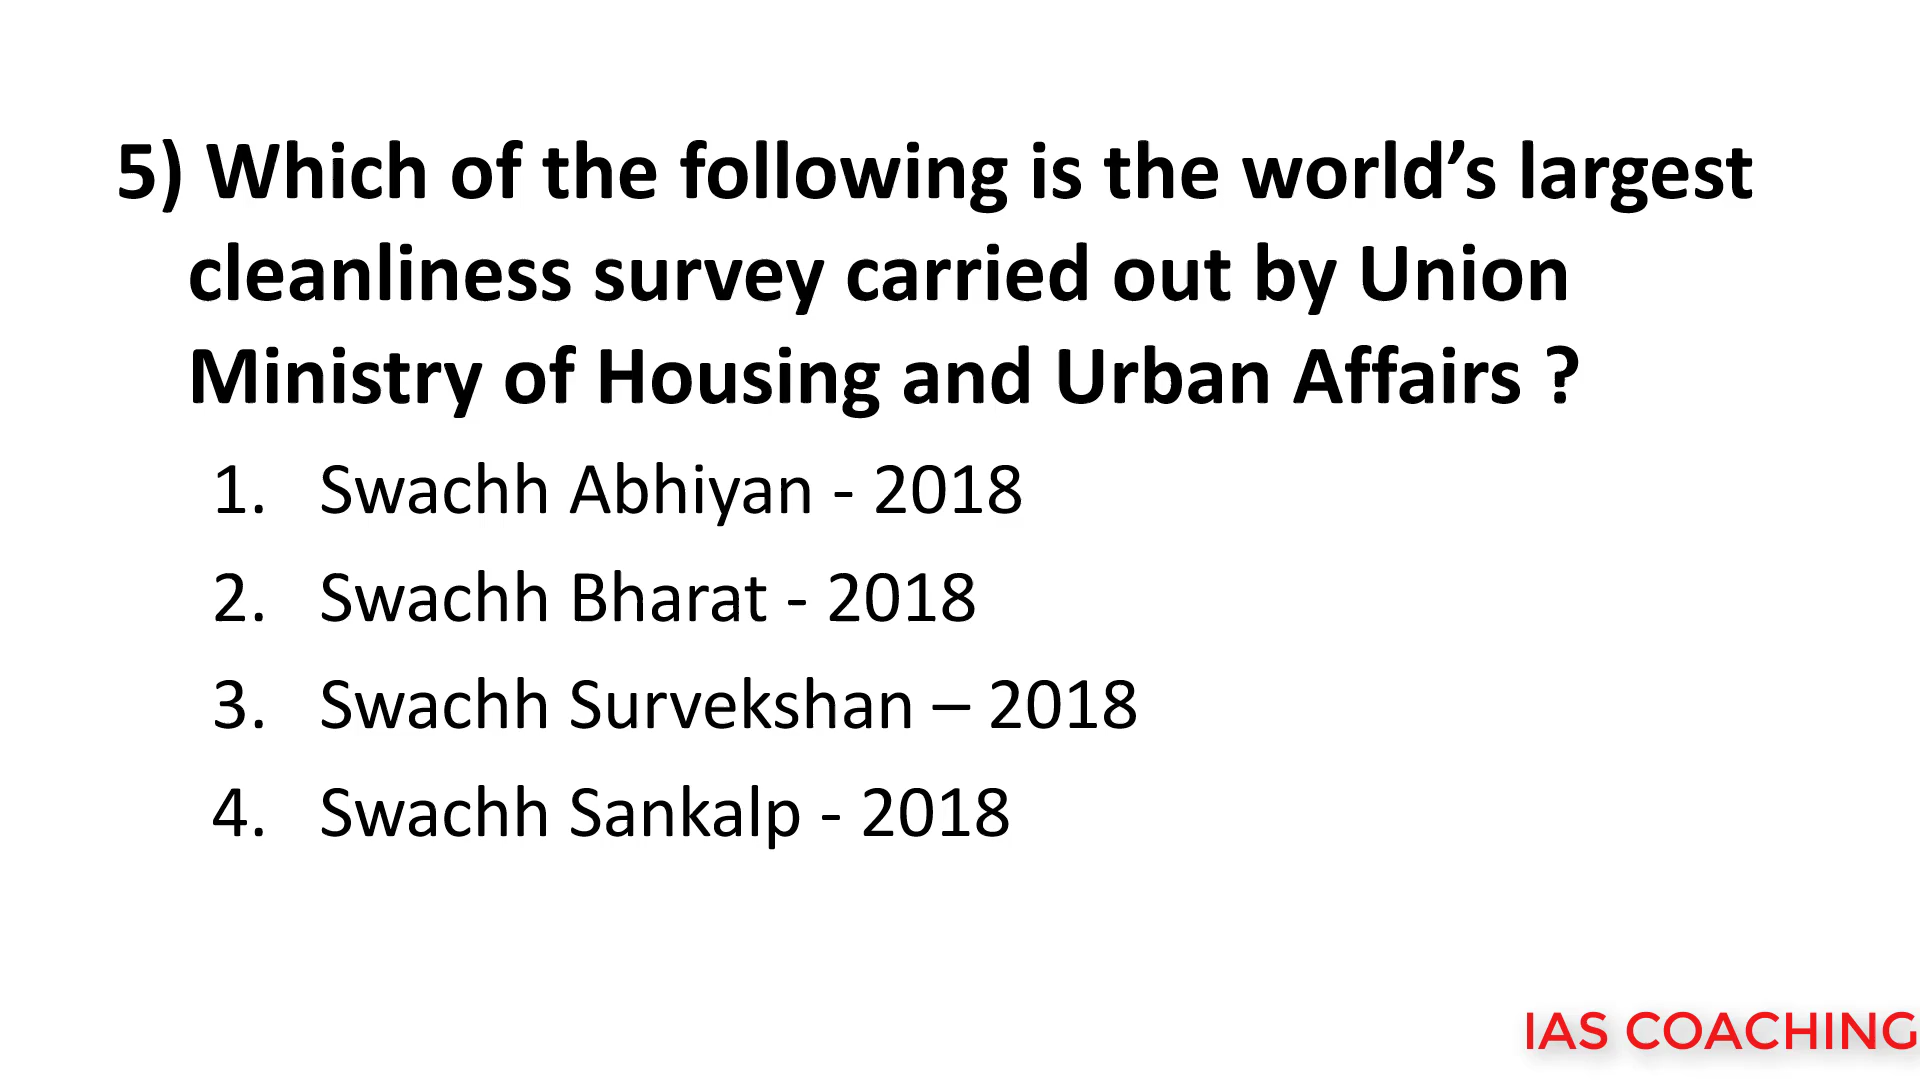 5) Which of the following is the world’s largest
cleanliness survey carried out by Union
Ministry of Housing and Urban Affairs ?
1. Swachh Abhiyan - 2018
2. Swachh Bharat - 2018
3. Swachh Survekshan – 2018
4. Swachh Sankalp - 2018
IAS COACHING